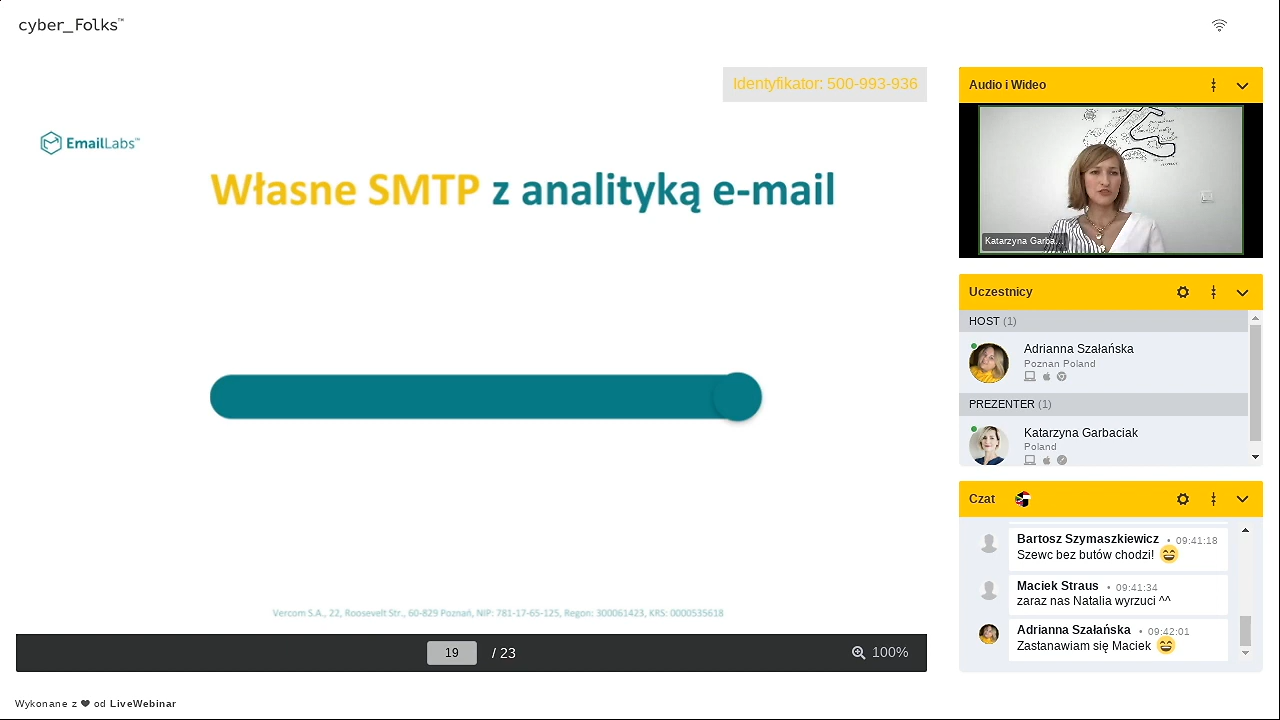 cyber_Folks™
Identyfikator: 500-993-936
EmailLabs™
Własne SMTP z analityką e-mail
Vercom S.A., 22, Roosevelt Str., 60-829 Poznań, NIP: 781-17-65-125, Regon: 300061423, KRS: 0000535618
19 / 23
100%
Wykonane z ❤ od LiveWebinar
Audio i Wideo
Katarzyna Garba...
Uczestnicy
HOST (1)
Adrianna Szałańska
Poznan Poland
PREZENTER (1)
Katarzyna Garbaciak
Poland
Czat
Bartosz Szymaszkiewicz • 09:41:18
Szewc bez butów chodzi! 😄
Maciek Straus • 09:41:34
zaraz nas Natalia wyrzuci ^^
Adrianna Szałańska • 09:42:01
Zastanawiam się Maciek 😄